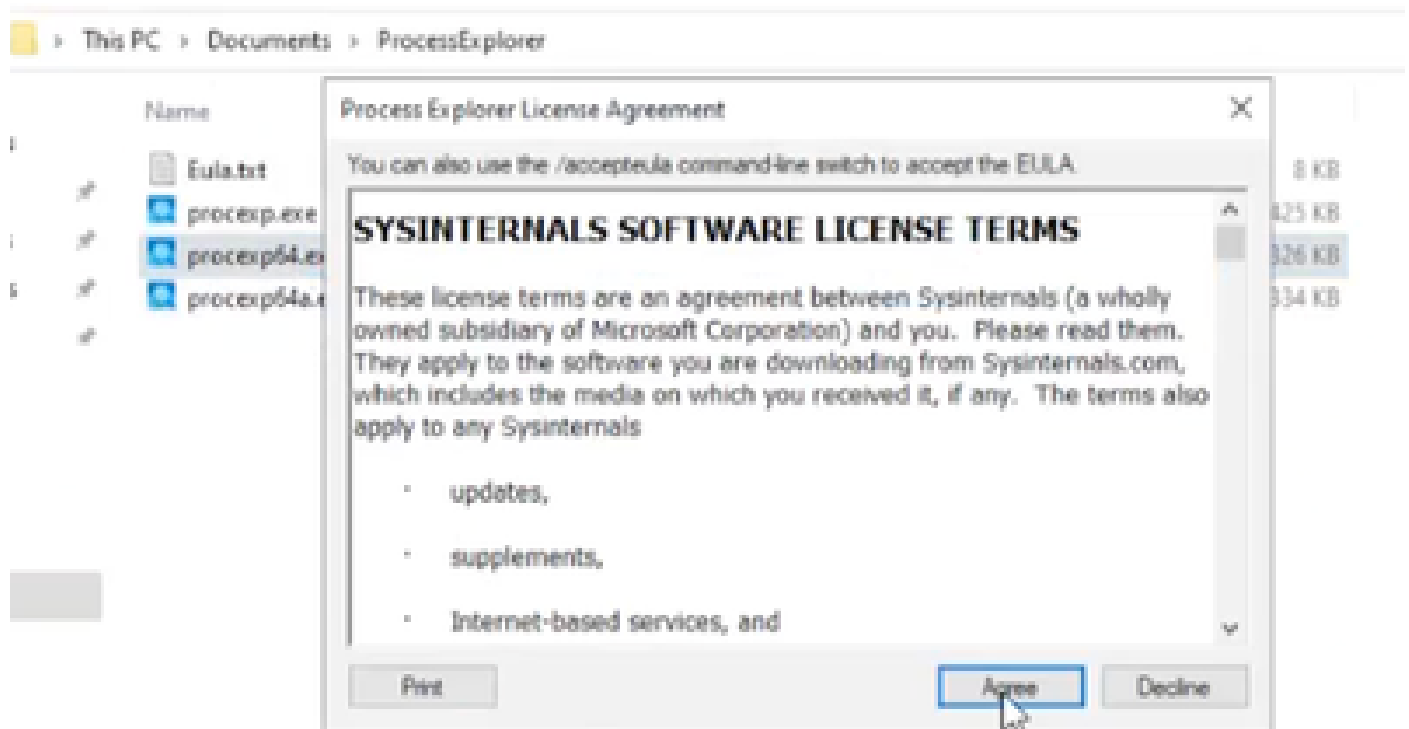 This PC > Documents > ProcessExplorer
Name
Process Explorer License Agreement
Eula.txt
You can also use the /accepteula command-line switch to accept the EULA.
8 KB
procexp.exe
425 KB
procexp64.ex
326 KB
procexp64a.e
334 KB
SYSINTERNALS SOFTWARE LICENSE TERMS
These license terms are an agreement between Sysinternals (a wholly
owned subsidiary of Microsoft Corporation) and you. Please read them.
They apply to the software you are downloading from Sysinternals.com,
which includes the media on which you received it, if any. The terms also
apply to any Sysinternals
· updates,
· supplements,
· Internet-based services, and
Print
Agree
Decline